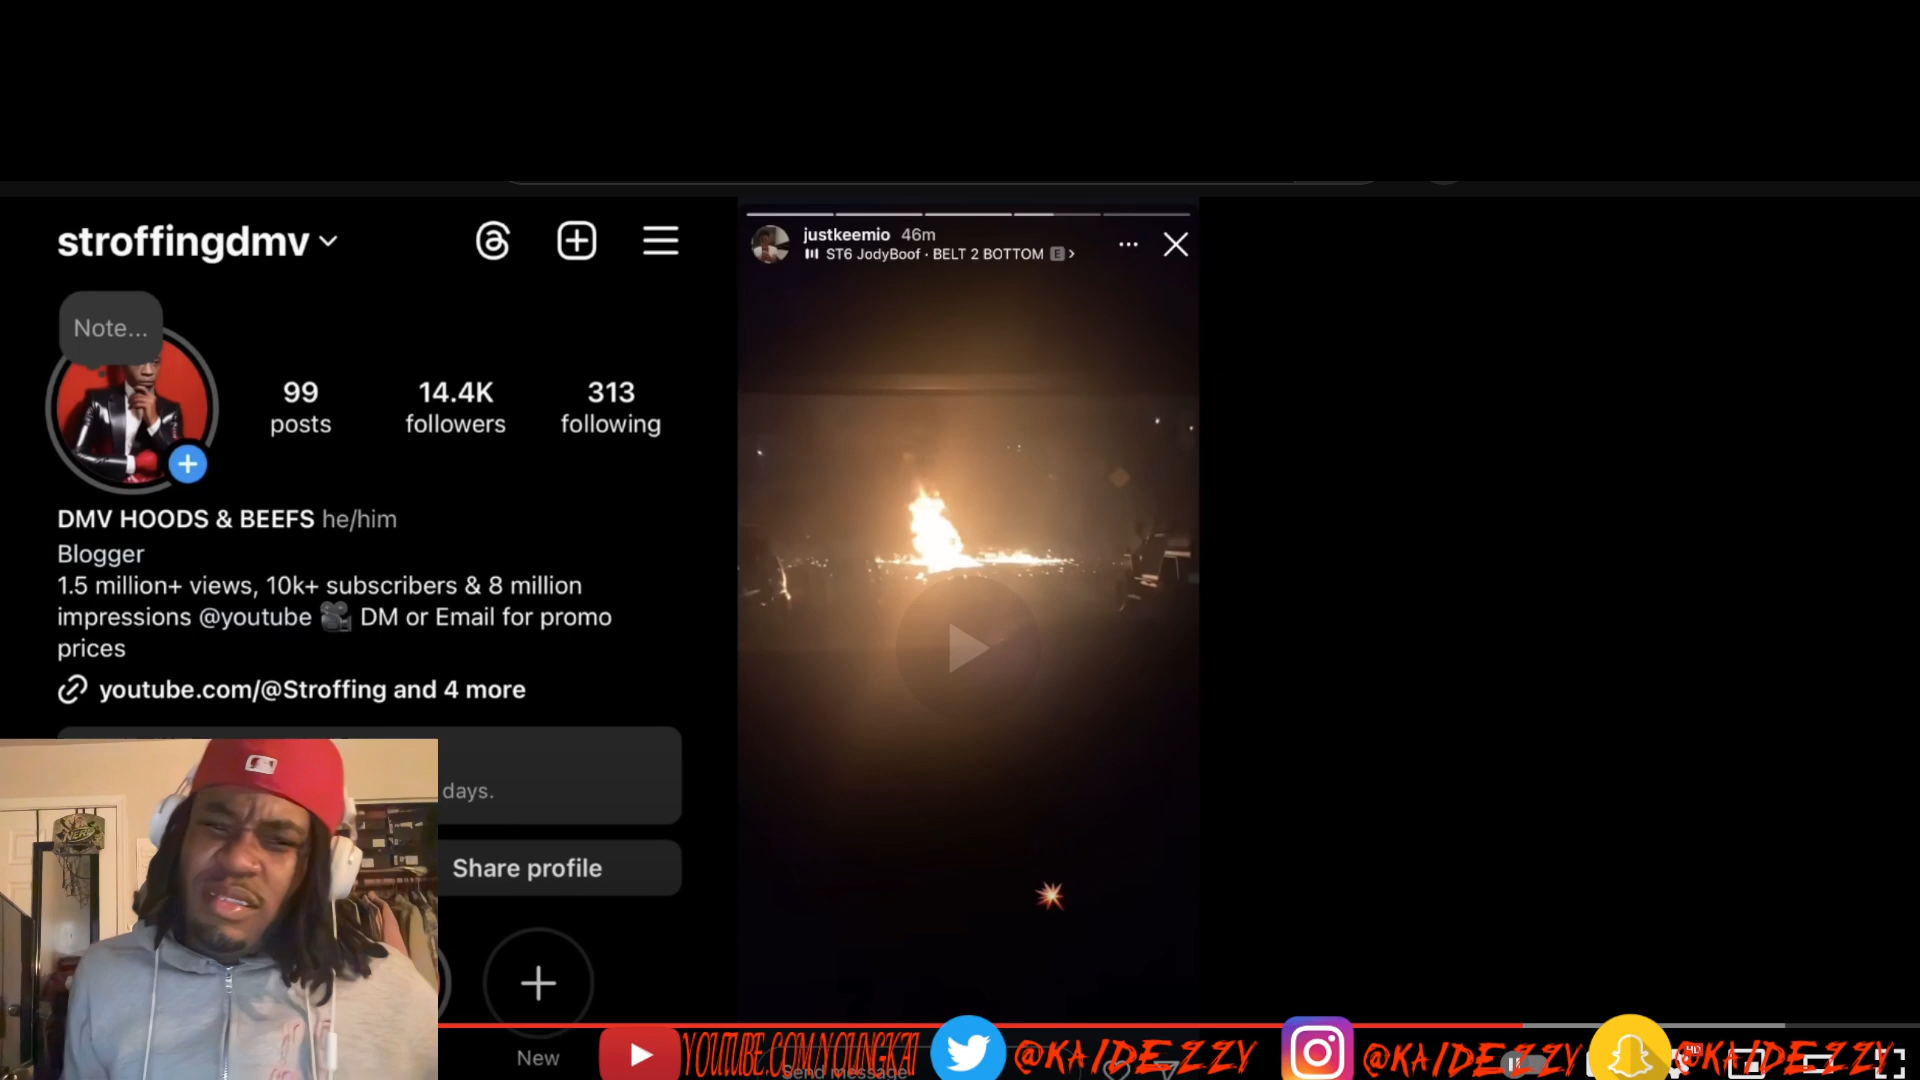 stroffingdmv
Note...
99
posts
14.4K
followers
313
following
DMV HOODS & BEEFS he/him
Blogger
1.5 million+ views, 10k+ subscribers & 8 million
impressions @youtube 🎥 DM or Email for promo
prices
youtube.com/@Stroffing and 4 more
days.
Share profile
New
justkeemio 46m
ST6 JodyBoof · BELT 2 BOTTOM E >
NERF
YOUTUBE.COM/YOUNGKAI
Send message
@KAIDEZZY
@KAIDEZZY
@KAIDEZZY
HD